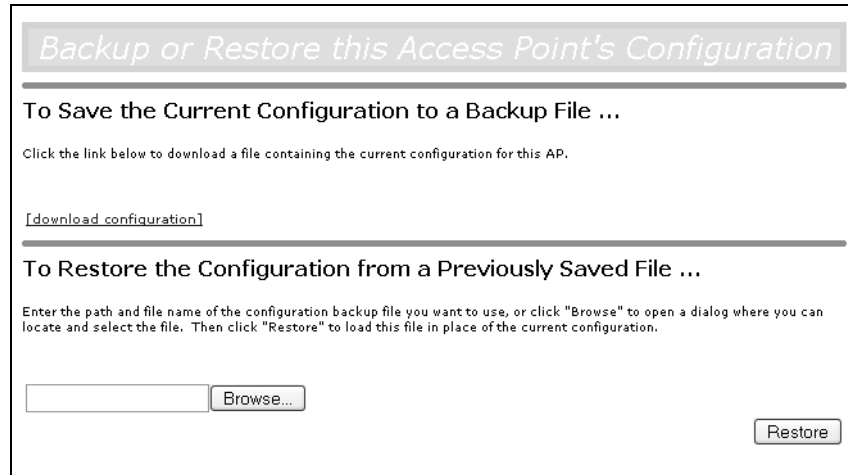 Backup or Restore this Access Point's Configuration
To Save the Current Configuration to a Backup File ...
Click the link below to download a file containing the current configuration for this AP.
[download configuration]
To Restore the Configuration from a Previously Saved File ...
Enter the path and file name of the configuration backup file you want to use, or click "Browse" to open a dialog where you can
locate and select the file.  Then click "Restore" to load this file in place of the current configuration.
Browse...
Restore